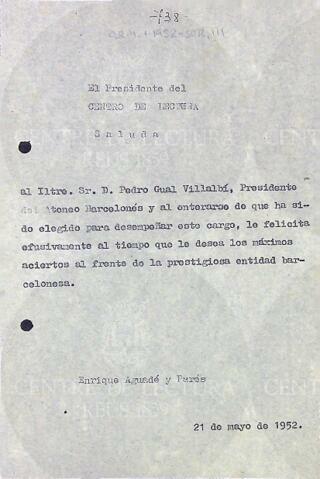 -738-
El Presidente del
CENTRO DE LECTURA
Saluda
al Iltre. Sr. D. Pedro Gual Villalbí, Presidente
del Ateneo Barcelonés y al enterarse de que ha si-
do elegido para desempeñar este cargo, le felicita
efusivamente al tiempo que le desea los máximos
aciertos al frente de la prestigiosa entidad bar-
celonesa.
Enrique Aguadé y Parés
21 de mayo de 1952.